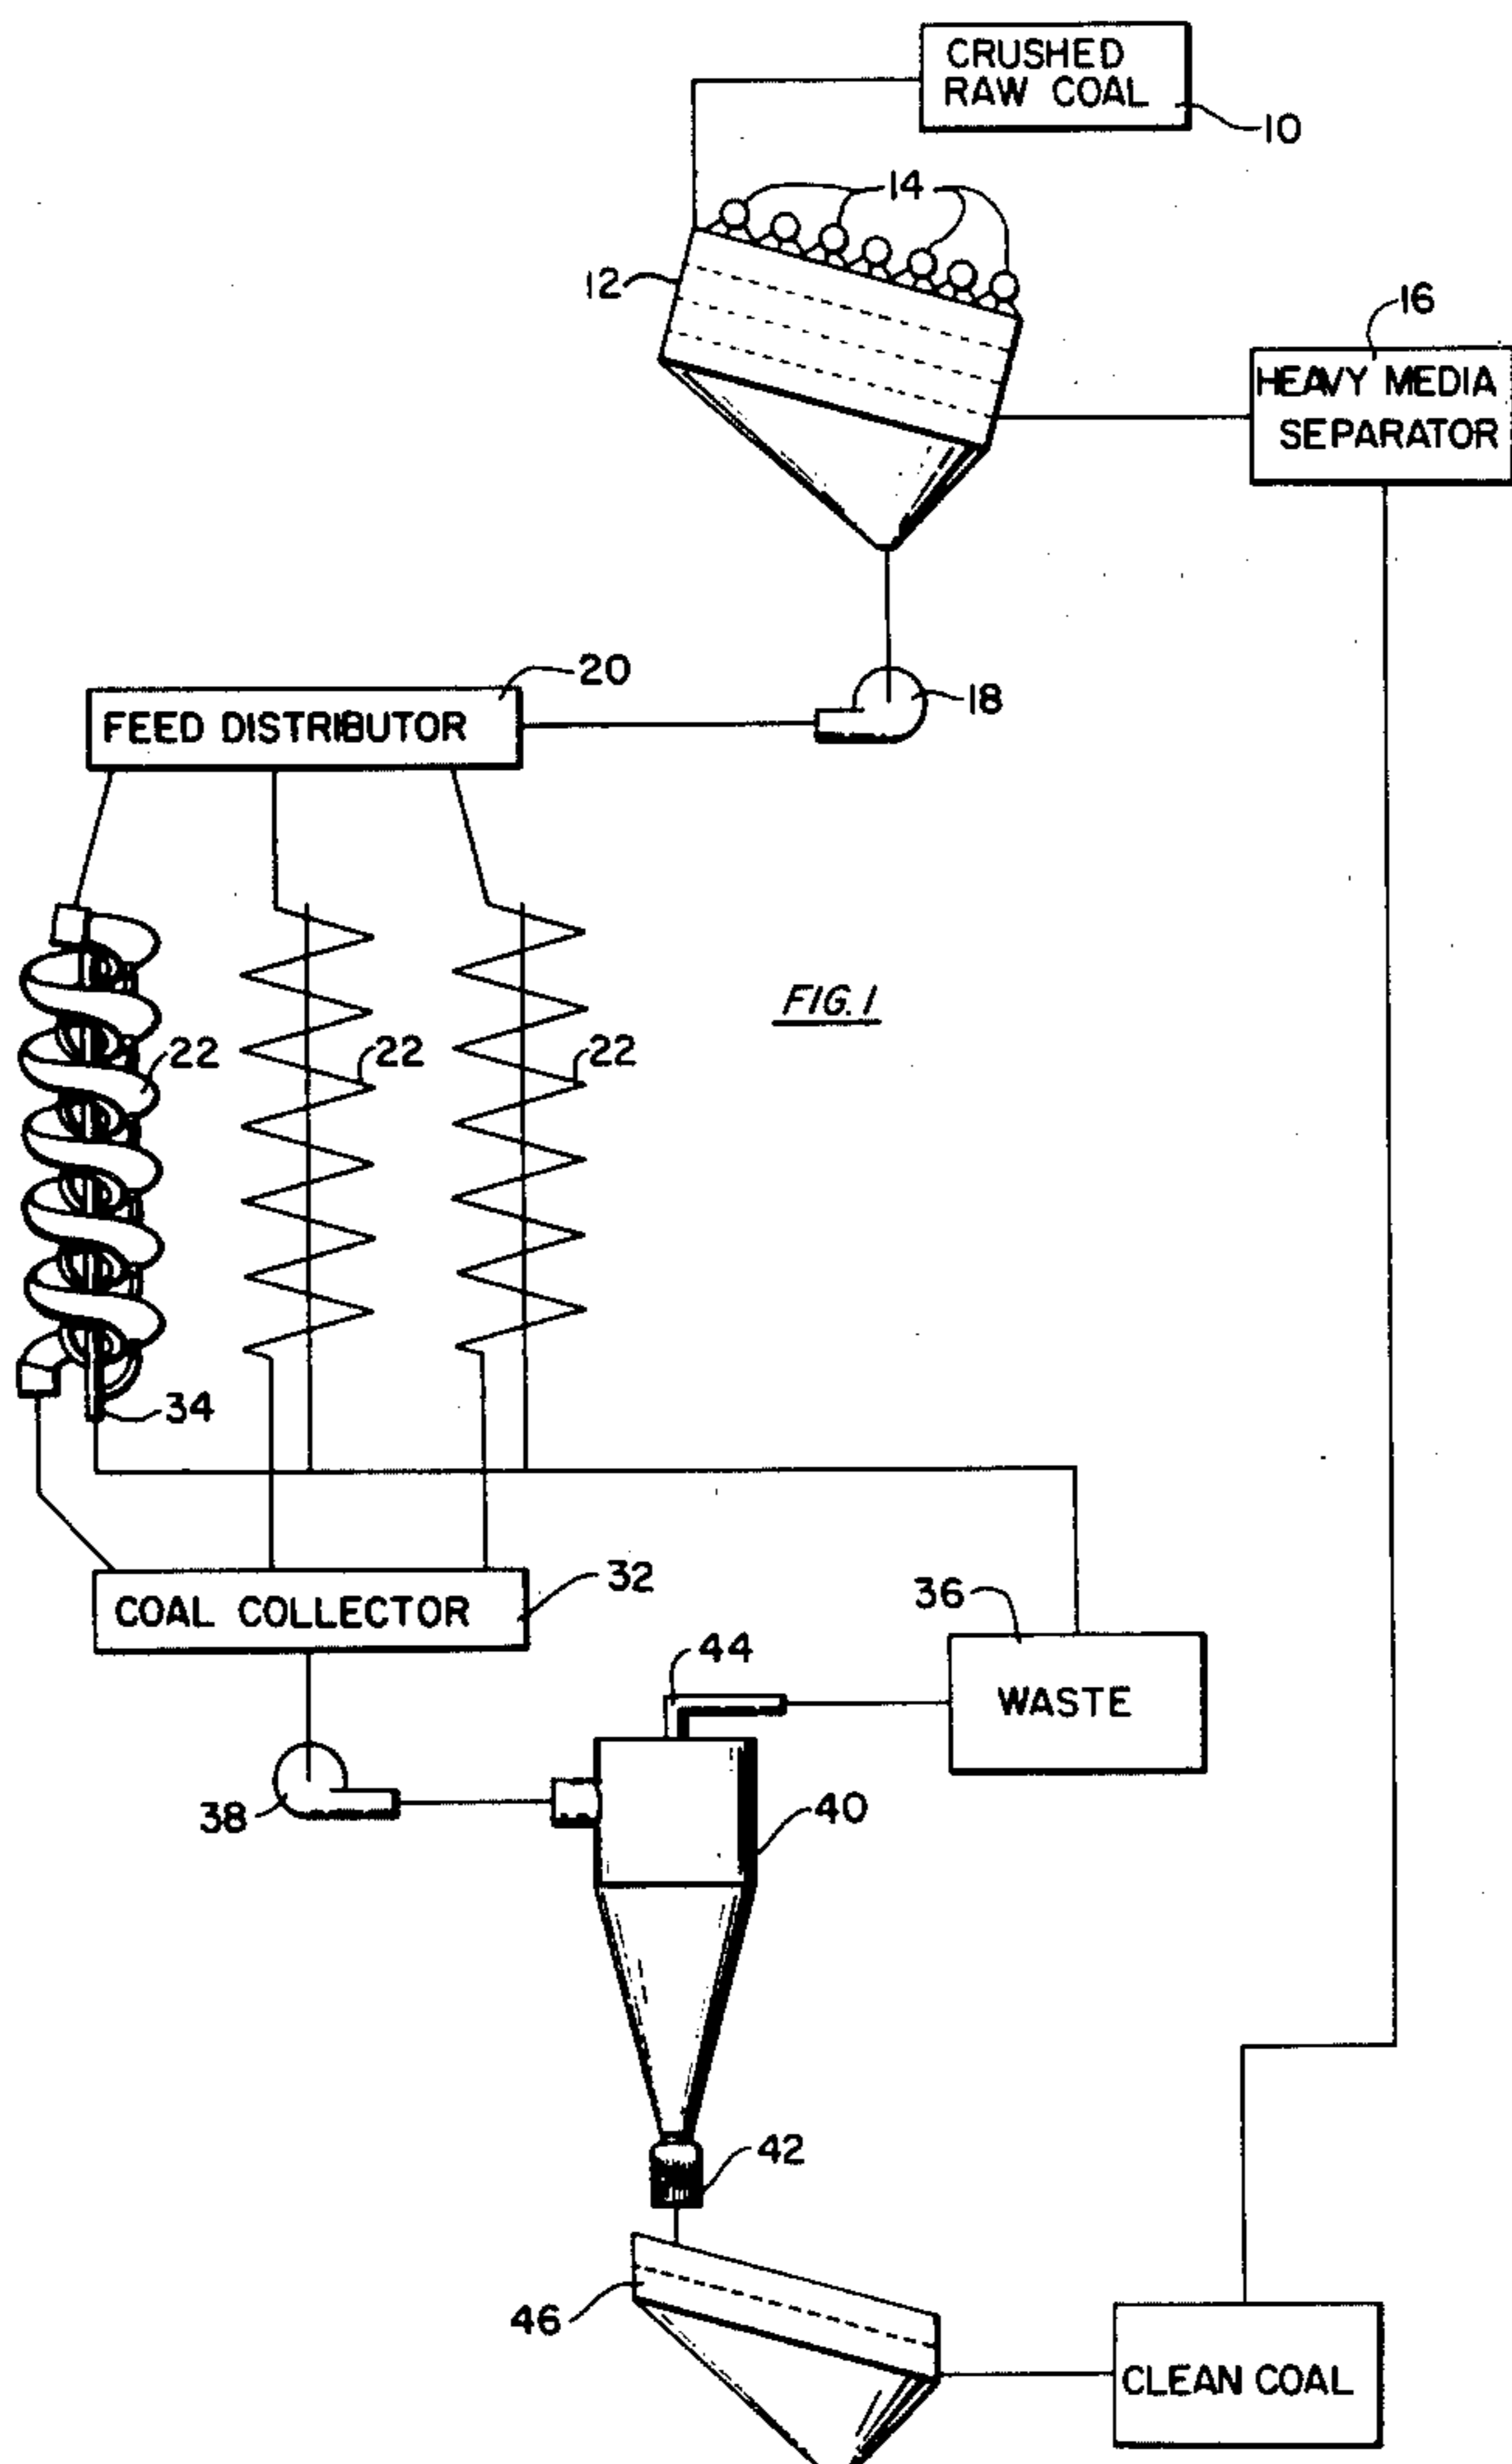 CRUSHED
RAW COAL
10
14
12
16
HEAVY MEDIA
SEPARATOR
20
18
FEED DISTRIBUTOR
FIG. 1
22
22
22
34
32
36
COAL COLLECTOR
44
WASTE
38
40
42
46
CLEAN COAL